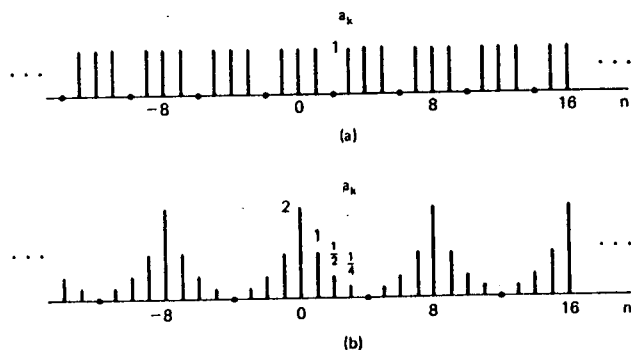 a_k
1
. . .
. . .
-8
0
8
16
n
(a)
a_k
2
1
1/2
1/4
. . .
. . .
-8
0
8
16
n
(b)